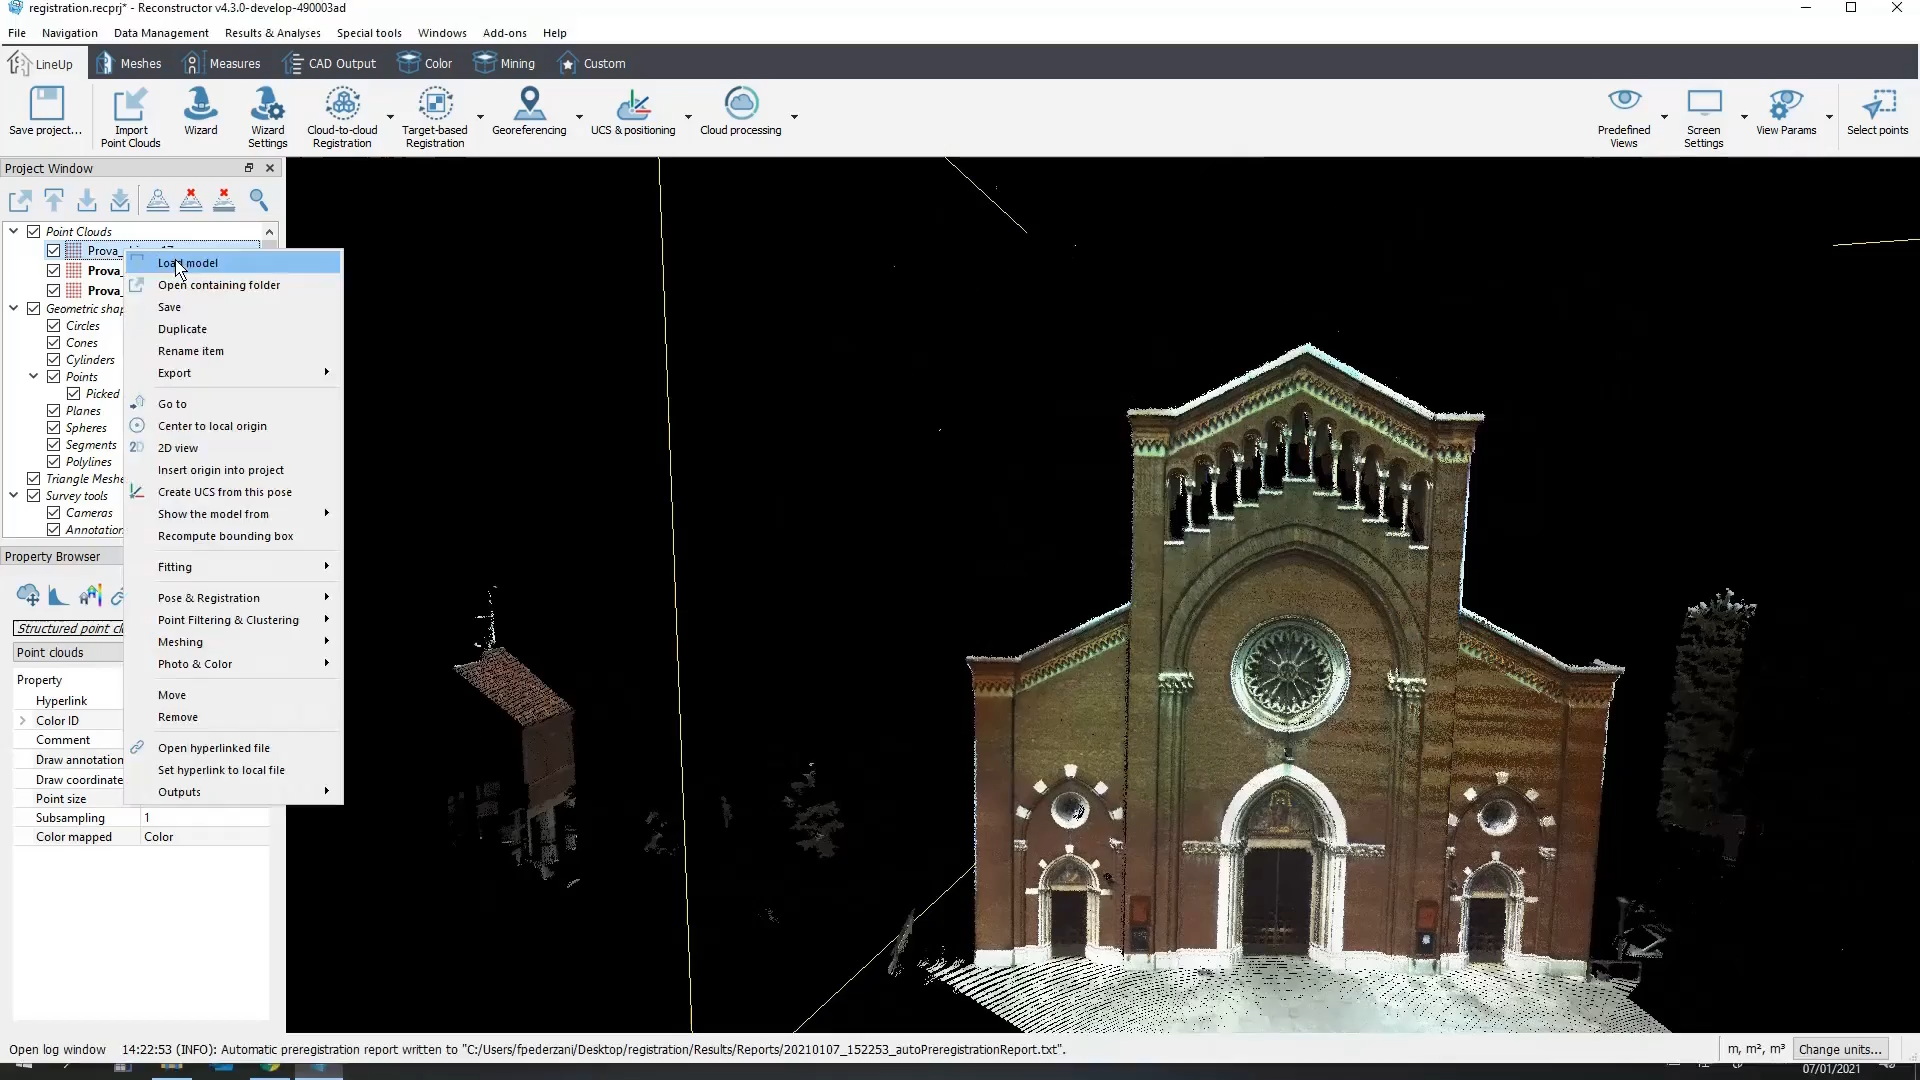 registration.recprj* - Reconstructor v4.3.0-develop-490003ad
File Navigation Data Management Results & Analyses Special tools Windows Add-ons Help
LineUp Meshes Measures CAD Output Color Mining Custom
Save project...
Import Point Clouds
Wizard
Wizard Settings
Cloud-to-cloud Registration
Target-based Registration
Georeferencing
UCS & positioning
Cloud processing
Predefined Views
Screen Settings
View Params
Select points
Project Window
Point Clouds
Prova_
Prova_
Prova_
Geometric shap
Circles
Cones
Cylinders
Points
Picked
Planes
Spheres
Segments
Polylines
Triangle Meshe
Survey tools
Cameras
Annotation
Load model
Open containing folder
Save
Duplicate
Rename item
Export
Go to
Center to local origin
2D 2D view
Insert origin into project
Create UCS from this pose
Show the model from
Recompute bounding box
Fitting
Pose & Registration
Point Filtering & Clustering
Meshing
Photo & Color
Move
Remove
Open hyperlinked file
Set hyperlink to local file
Outputs
Property Browser
Structured point cl
Point clouds
Property
Hyperlink
Color ID
Comment
Draw annotation
Draw coordinate
Point size
Subsampling 1
Color mapped Color
Open log window 14:22:53 (INFO): Automatic preregistration report written to "C:/Users/fpederzani/Desktop/registration/Results/Reports/20210107_152253_autoPreregistrationReport.txt".
m, m², m³ Change units...
07/01/2021